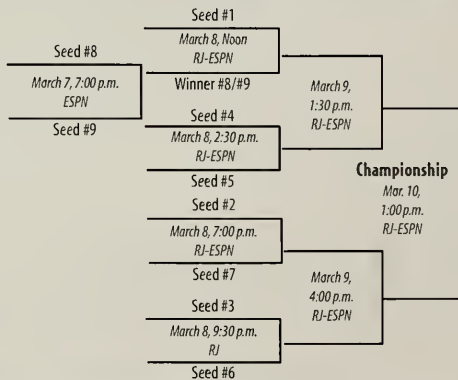 Seed #1
March 8, Noon
RJ-ESPN
Winner #8/#9
Seed #8
March 7, 7:00 p.m.
ESPN
Seed #9
Seed #4
March 8, 2:30 p.m.
RJ-ESPN
Seed #5
March 9,
1:30 p.m.
RJ-ESPN
Seed #2
March 8, 7:00 p.m.
RJ-ESPN
Seed #7
Seed #3
March 8, 9:30 p.m.
RJ
Seed #6
March 9,
4:00 p.m.
RJ-ESPN
Championship
Mar. 10,
1:00 p.m.
RJ-ESPN